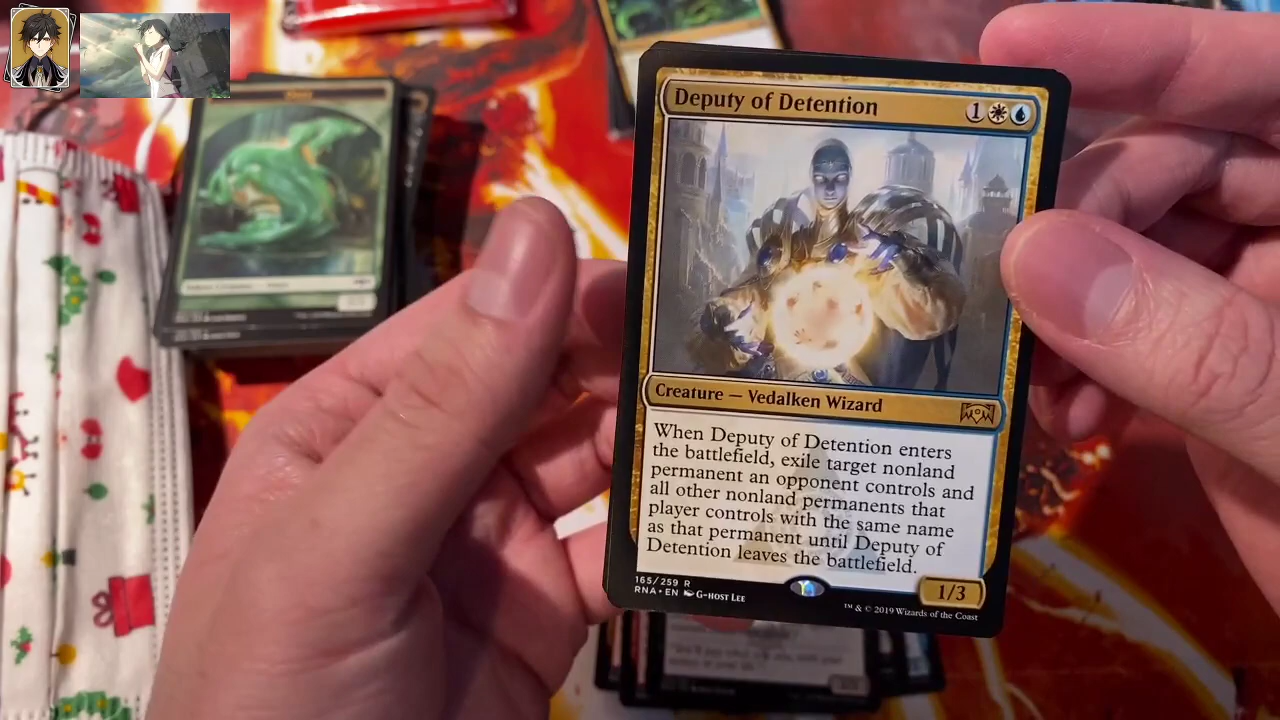 Deputy of Detention
1
Creature — Vedalken Wizard
When Deputy of Detention enters
the battlefield, exile target nonland
permanent an opponent controls and
all other nonland permanents that
player controls with the same name
as that permanent until Deputy of
Detention leaves the battlefield.
165/259 R
RNA • EN G-HOST LEE
1/3
™ & © 2019 Wizards of the Coast